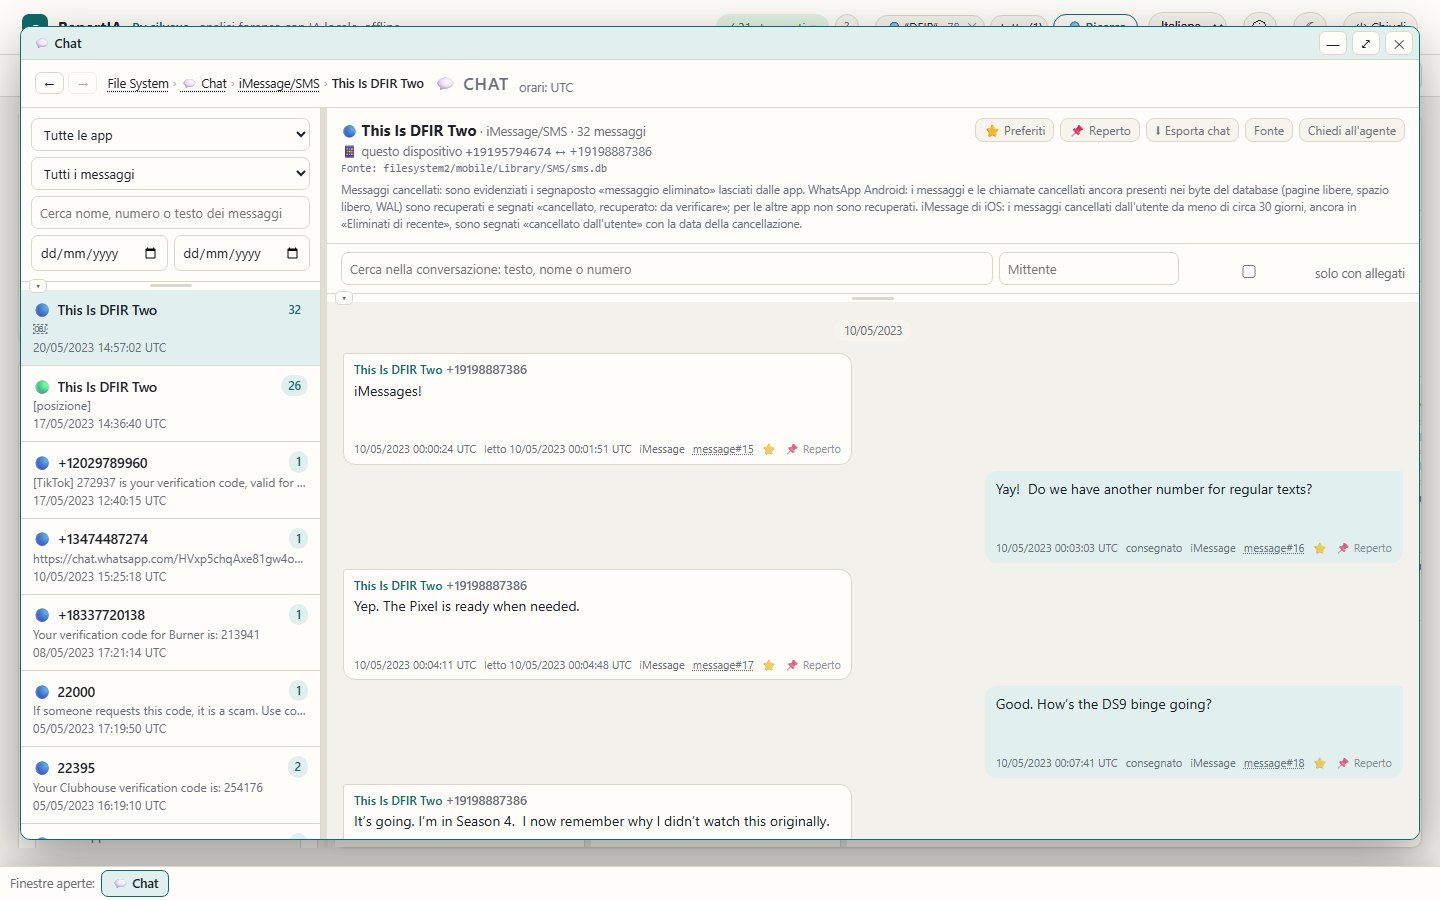 Chat
File System › Chat › iMessage/SMS › This Is DFIR Two CHAT orari: UTC
Tutte le app
Tutti i messaggi
Cerca nome, numero o testo dei messaggi
dd/mm/yyyy dd/mm/yyyy
This Is DFIR Two 32
20/05/2023 14:57:02 UTC
This Is DFIR Two 26
[posizione]
17/05/2023 14:36:40 UTC
+12029789960 1
[TikTok] 272937 is your verification code, valid for ...
17/05/2023 12:40:15 UTC
+13474487274 1
https://chat.whatsapp.com/HVxp5chqAxe81gw4o...
10/05/2023 15:25:18 UTC
+18337720138 1
Your verification code for Burner is: 213941
08/05/2023 17:21:14 UTC
22000 1
If someone requests this code, it is a scam. Use co...
05/05/2023 17:19:50 UTC
22395 2
Your Clubhouse verification code is: 254176
05/05/2023 16:19:10 UTC
This Is DFIR Two · iMessage/SMS · 32 messaggi
Preferiti Reperto Esporta chat Fonte Chiedi all'agente
questo dispositivo +19195794674 ↔ +19198887386
Fonte: filesystem2/mobile/Library/SMS/sms.db
Messaggi cancellati: sono evidenziati i segnaposto «messaggio eliminato» lasciati dalle app. WhatsApp Android: i messaggi e le chiamate cancellati ancora presenti nei byte del database (pagine libere, spazio
libero, WAL) sono recuperati e segnati «cancellato, recuperato: da verificare»; per le altre app non sono recuperati. iMessage di iOS: i messaggi cancellati dall'utente da meno di circa 30 giorni, ancora in
«Eliminati di recente», sono segnati «cancellato dall'utente» con la data della cancellazione.
Cerca nella conversazione: testo, nome o numero Mittente solo con allegati
10/05/2023
This Is DFIR Two +19198887386
iMessages!
10/05/2023 00:00:24 UTC letto 10/05/2023 00:01:51 UTC iMessage message#15 Reperto
Yay! Do we have another number for regular texts?
10/05/2023 00:03:03 UTC consegnato iMessage message#16 Reperto
This Is DFIR Two +19198887386
Yep. The Pixel is ready when needed.
10/05/2023 00:04:11 UTC letto 10/05/2023 00:04:48 UTC iMessage message#17 Reperto
Good. How's the DS9 binge going?
10/05/2023 00:07:41 UTC consegnato iMessage message#18 Reperto
This Is DFIR Two +19198887386
It's going. I'm in Season 4. I now remember why I didn't watch this originally.
Finestre aperte: Chat